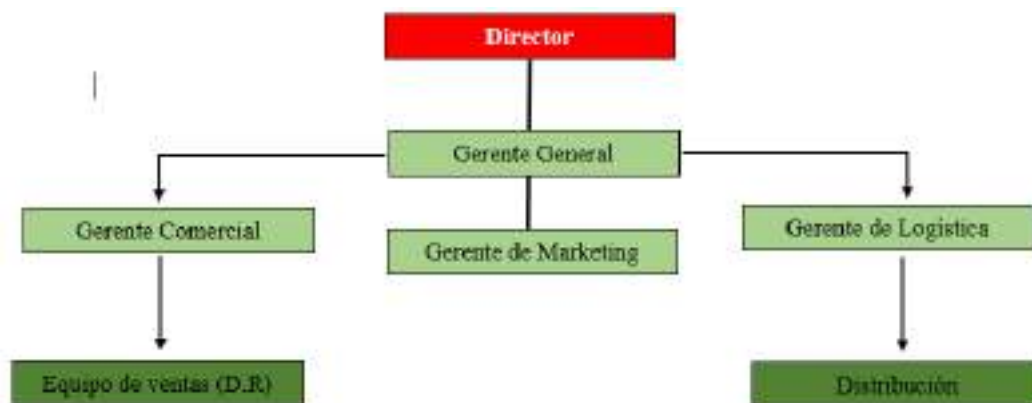 Director
Gerente General
Gerente Comercial
Gerente de Marketing
Gerente de Logística
Equipo de ventas (D.R)
Distribución